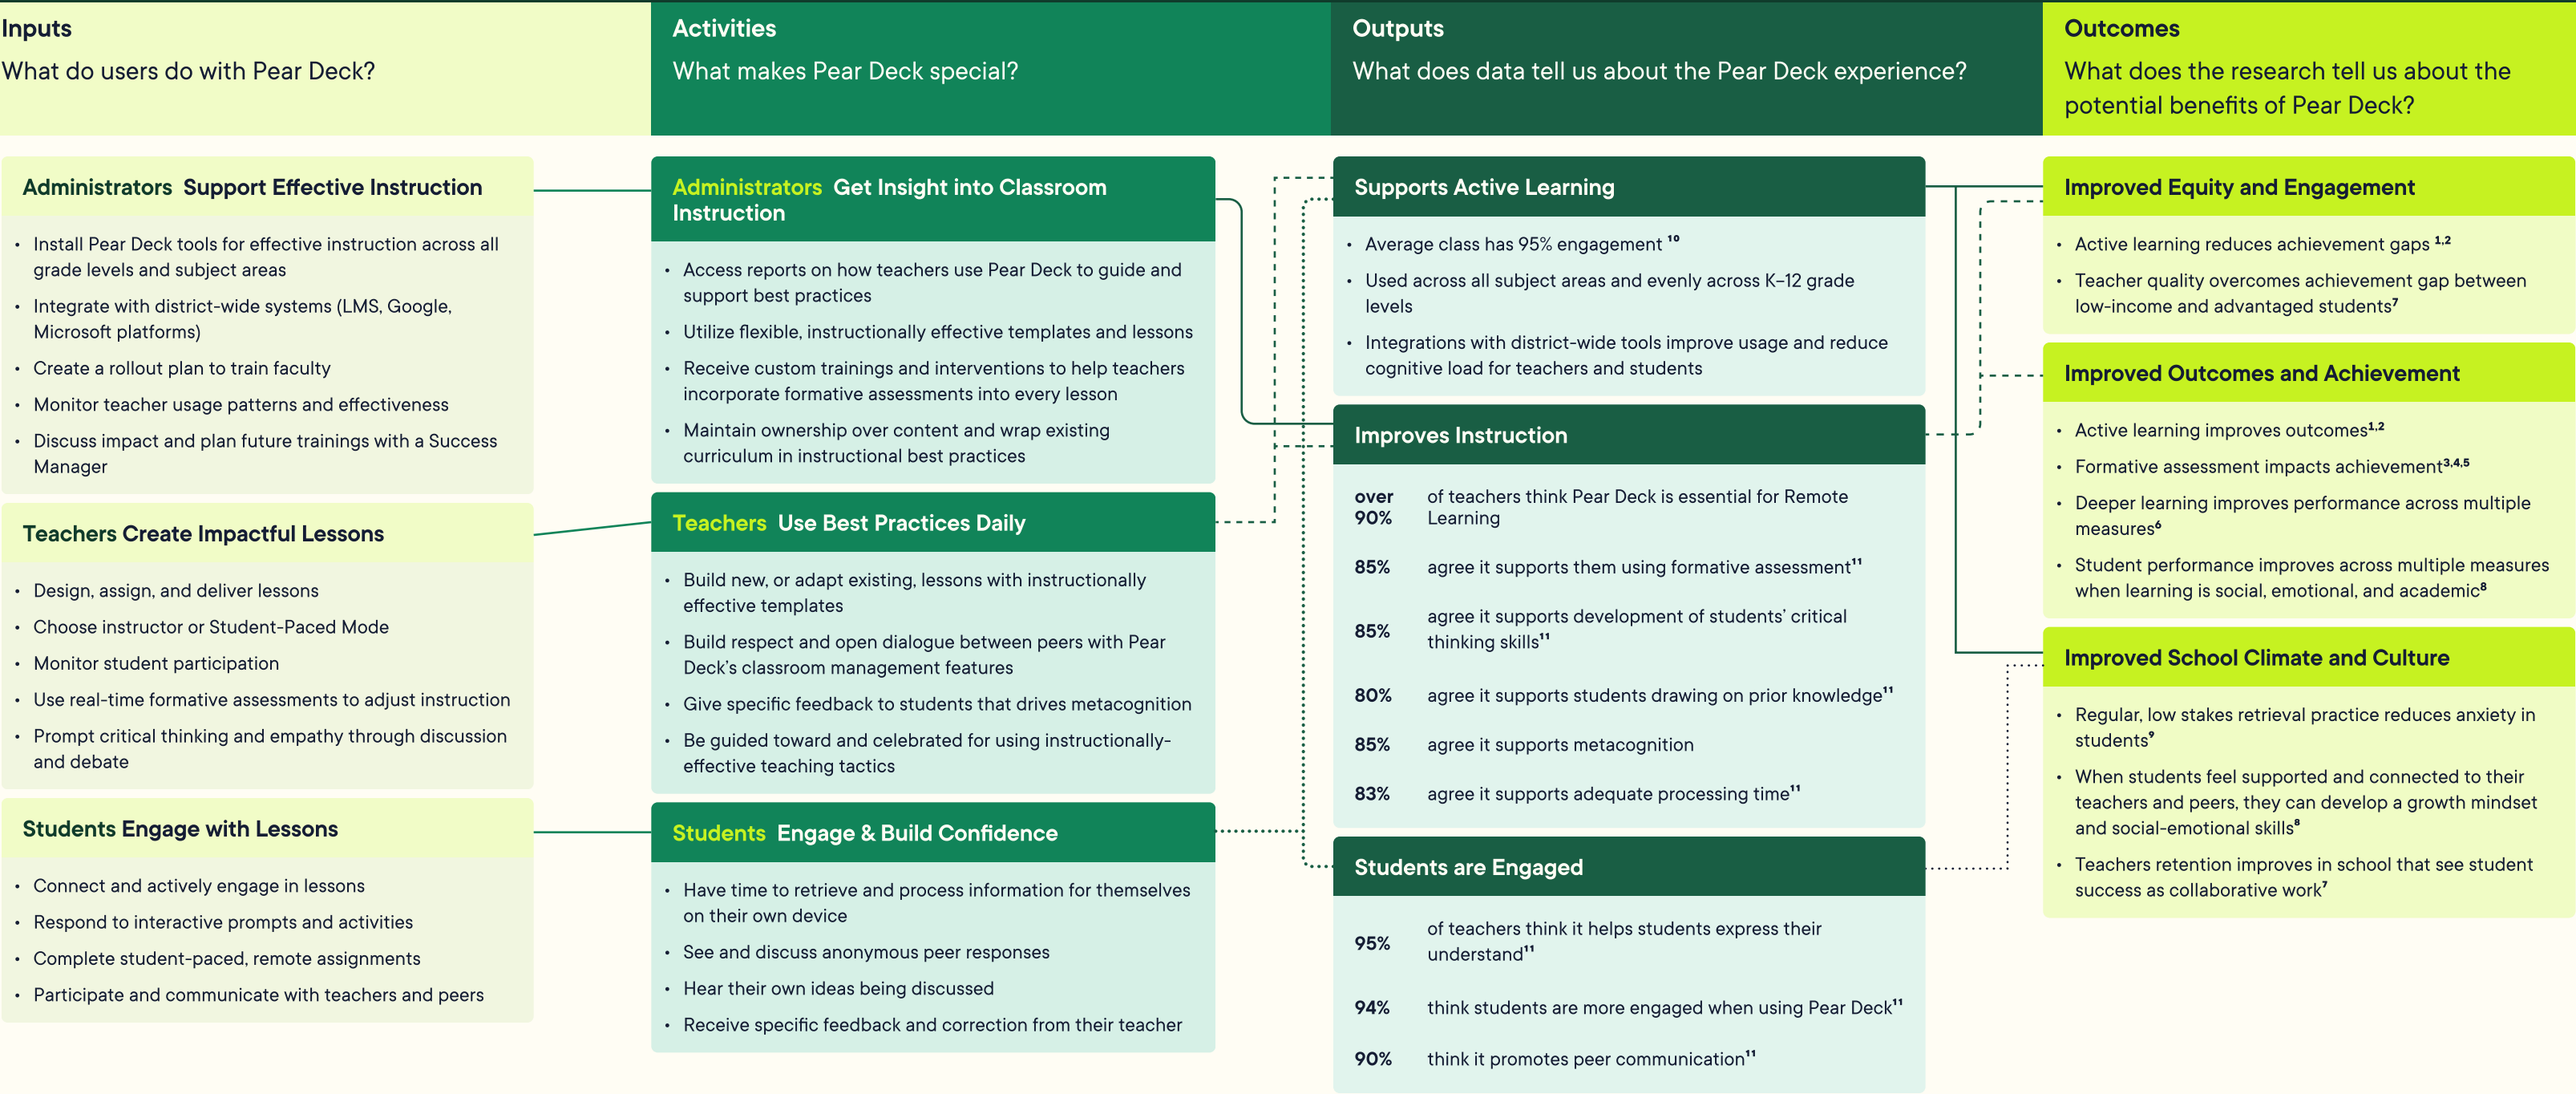 Inputs
What do users do with Pear Deck?
Administrators Support Effective Instruction
• Install Pear Deck tools for effective instruction across all
grade levels and subject areas
• Integrate with district-wide systems (LMS, Google,
Microsoft platforms)
• Create a rollout plan to train faculty
• Monitor teacher usage patterns and effectiveness
• Discuss impact and plan future trainings with a Success
Manager
Teachers Create Impactful Lessons
• Design, assign, and deliver lessons
• Choose instructor or Student-Paced Mode
• Monitor student participation
• Use real-time formative assessments to adjust instruction
• Prompt critical thinking and empathy through discussion
and debate
Students Engage with Lessons
• Connect and actively engage in lessons
• Respond to interactive prompts and activities
• Complete student-paced, remote assignments
• Participate and communicate with teachers and peers
Activities
What makes Pear Deck special?
Administrators Get Insight into Classroom
Instruction
• Access reports on how teachers use Pear Deck to guide and
support best practices
• Utilize flexible, instructionally effective templates and lessons
• Receive custom trainings and interventions to help teachers
incorporate formative assessments into every lesson
• Maintain ownership over content and wrap existing
curriculum in instructional best practices
Teachers Use Best Practices Daily
• Build new, or adapt existing, lessons with instructionally
effective templates
• Build respect and open dialogue between peers with Pear
Deck’s classroom management features
• Give specific feedback to students that drives metacognition
• Be guided toward and celebrated for using instructionally-
effective teaching tactics
Students Engage & Build Confidence
• Have time to retrieve and process information for themselves
on their own device
• See and discuss anonymous peer responses
• Hear their own ideas being discussed
• Receive specific feedback and correction from their teacher
Outputs
What does data tell us about the Pear Deck experience?
Supports Active Learning
• Average class has 95% engagement ¹⁰
• Used across all subject areas and evenly across K–12 grade
levels
• Integrations with district-wide tools improve usage and reduce
cognitive load for teachers and students
Improves Instruction
over 90% of teachers think Pear Deck is essential for Remote
Learning
85% agree it supports them using formative assessment¹¹
85% agree it supports development of students’ critical
thinking skills¹¹
80% agree it supports students drawing on prior knowledge¹¹
85% agree it supports metacognition
83% agree it supports adequate processing time¹¹
Students are Engaged
95% of teachers think it helps students express their
understand¹¹
94% think students are more engaged when using Pear Deck¹¹
90% think it promotes peer communication¹¹
Outcomes
What does the research tell us about the
potential benefits of Pear Deck?
Improved Equity and Engagement
• Active learning reduces achievement gaps ¹,²
• Teacher quality overcomes achievement gap between
low-income and advantaged students⁷
Improved Outcomes and Achievement
• Active learning improves outcomes¹,²
• Formative assessment impacts achievement³,⁴,⁵
• Deeper learning improves performance across multiple
measures⁶
• Student performance improves across multiple measures
when learning is social, emotional, and academic⁸
Improved School Climate and Culture
• Regular, low stakes retrieval practice reduces anxiety in
students⁹
• When students feel supported and connected to their
teachers and peers, they can develop a growth mindset
and social-emotional skills⁸
• Teachers retention improves in school that see student
success as collaborative work⁷